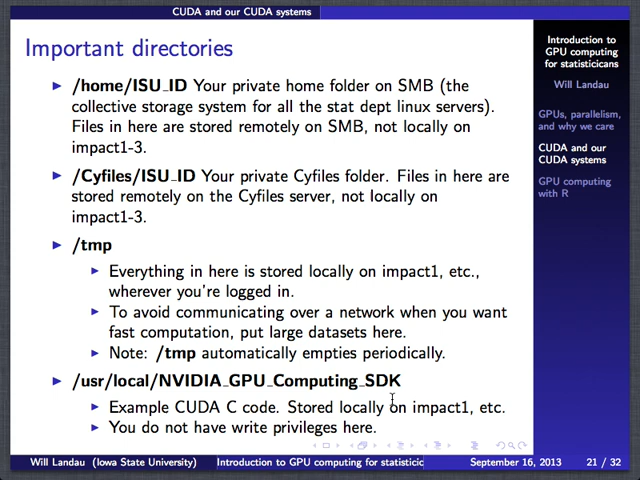 CUDA and our CUDA systems
Important directories
/home/ISU_ID Your private home folder on SMB (the
collective storage system for all the stat dept linux servers).
Files in here are stored remotely on SMB, not locally on
impact1-3.
/Cyfiles/ISU_ID Your private Cyfiles folder. Files in here are
stored remotely on the Cyfiles server, not locally on
impact1-3.
/tmp
Everything in here is stored locally on impact1, etc.,
wherever you're logged in.
To avoid communicating over a network when you want
fast computation, put large datasets here.
Note: /tmp automatically empties periodically.
/usr/local/NVIDIA_GPU_Computing_SDK
Example CUDA C code. Stored locally on impact1, etc.
You do not have write privileges here.
Introduction to
GPU computing
for statisticicans
Will Landau
GPUs, parallelism,
and why we care
CUDA and our
CUDA systems
GPU computing
with R
Will Landau (Iowa State University) Introduction to GPU computing for statisticic September 16, 2013 21 / 32